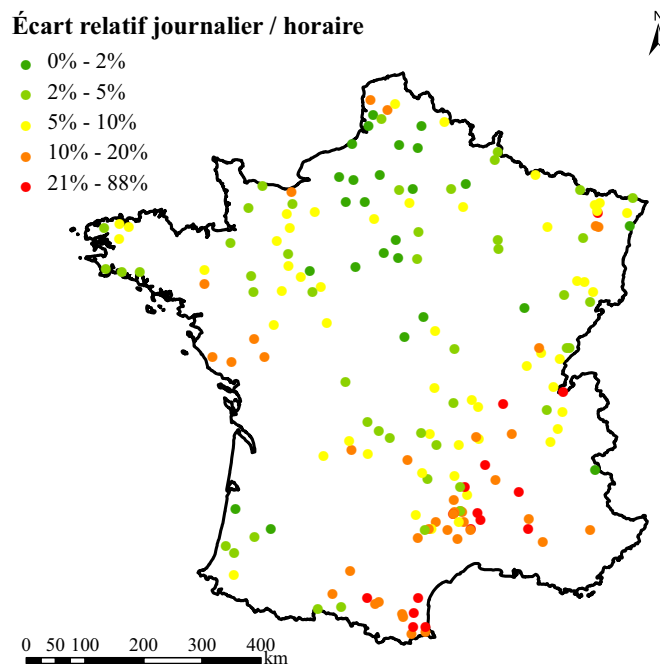 Écart relatif journalier / horaire
N
0% - 2%
2% - 5%
5% - 10%
10% - 20%
21% - 88%
0 50 100 200 300 400
km